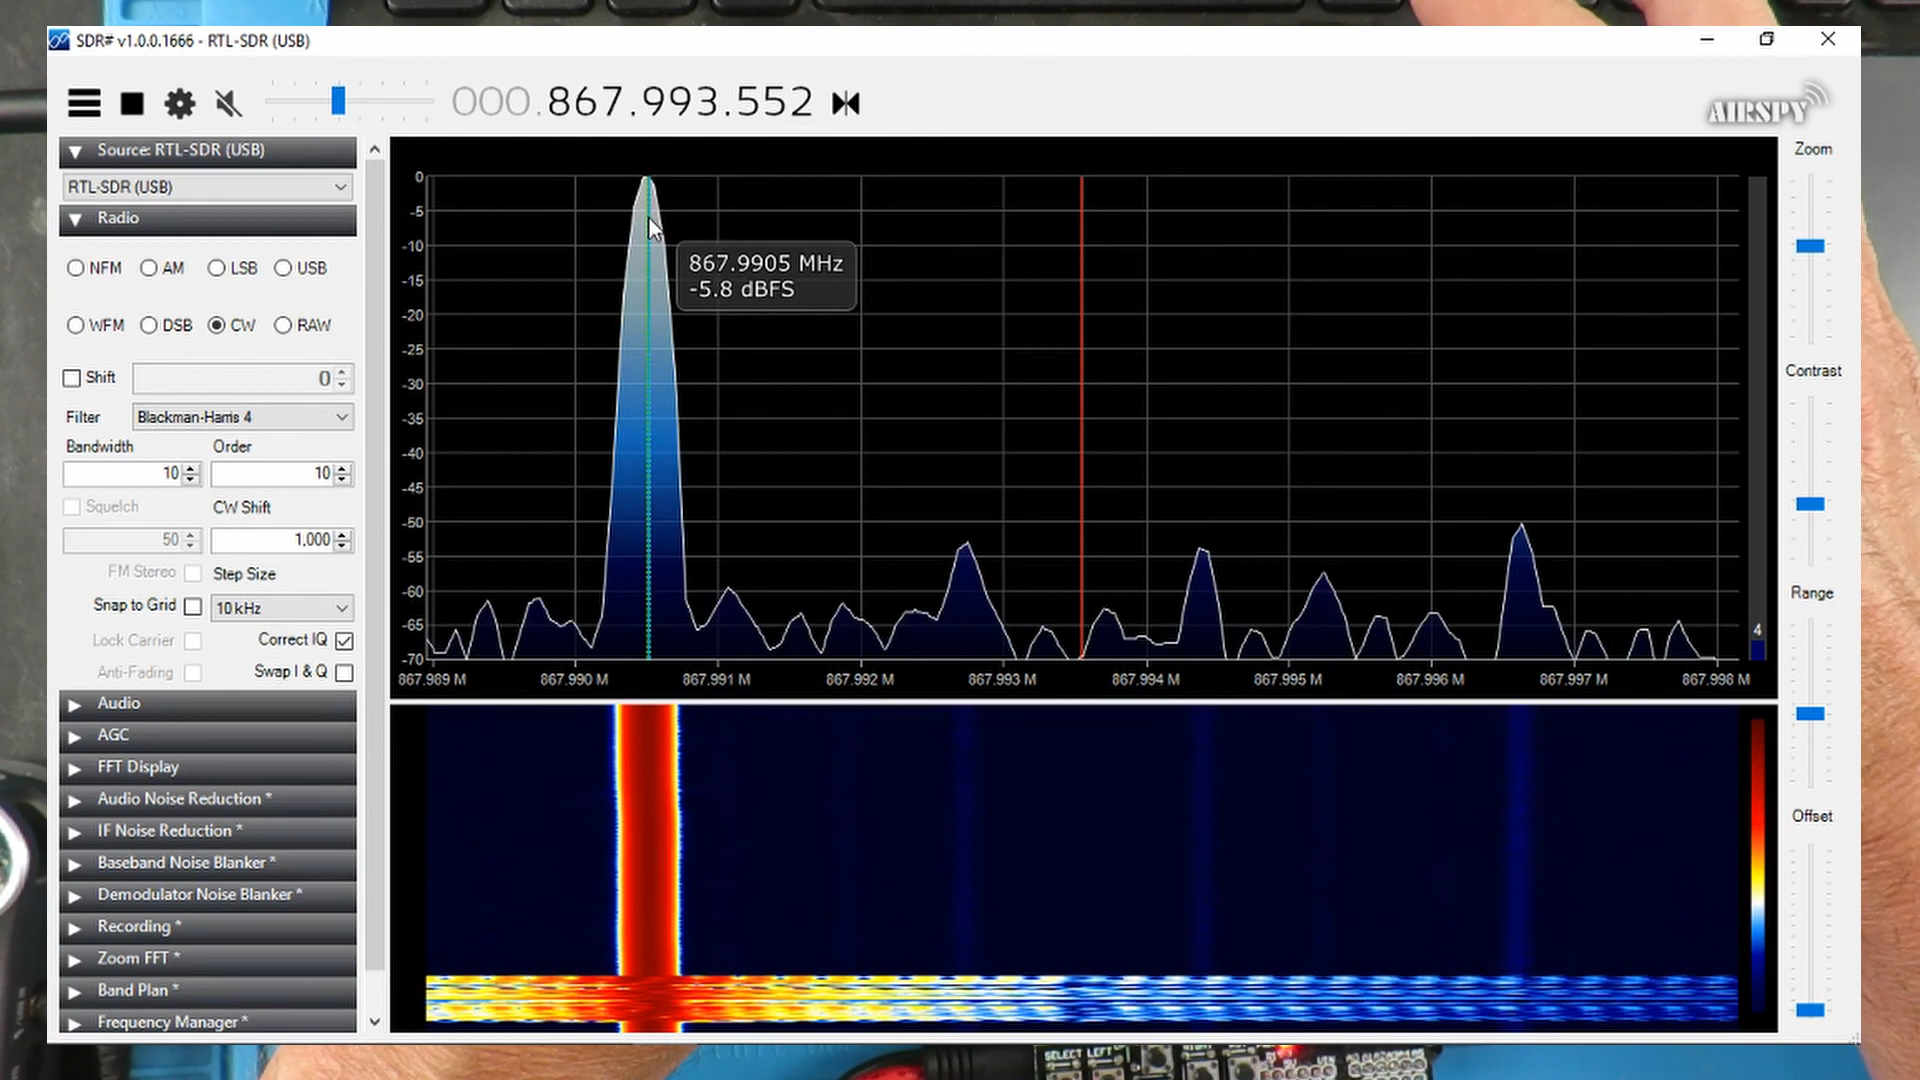 SDR# v1.0.0.1666 - RTL-SDR (USB)
000.867.993.552
AIRSPY
Source: RTL-SDR (USB)
RTL-SDR (USB)
Radio
NFM AM LSB USB
WFM DSB CW RAW
Shift 0
Filter Blackman-Harris 4
Bandwidth Order
10 10
Squelch CW Shift
50 1,000
FM Stereo Step Size
Snap to Grid 10 kHz
Lock Carrier Correct IQ
Anti-Fading Swap I & Q
Audio
AGC
FFT Display
Audio Noise Reduction *
IF Noise Reduction *
Baseband Noise Blanker *
Demodulator Noise Blanker *
Recording *
Zoom FFT *
Band Plan *
Frequency Manager *
0
-5
-10
-15
-20
-25
-30
-35
-40
-45
-50
-55
-60
-65
-70
867.9905 MHz
-5.8 dBFS
4
867.989 M 867.990 M 867.991 M 867.992 M 867.993 M 867.994 M 867.995 M 867.996 M 867.997 M 867.998 M
Zoom
Contrast
Range
Offset
SELECT LEFT